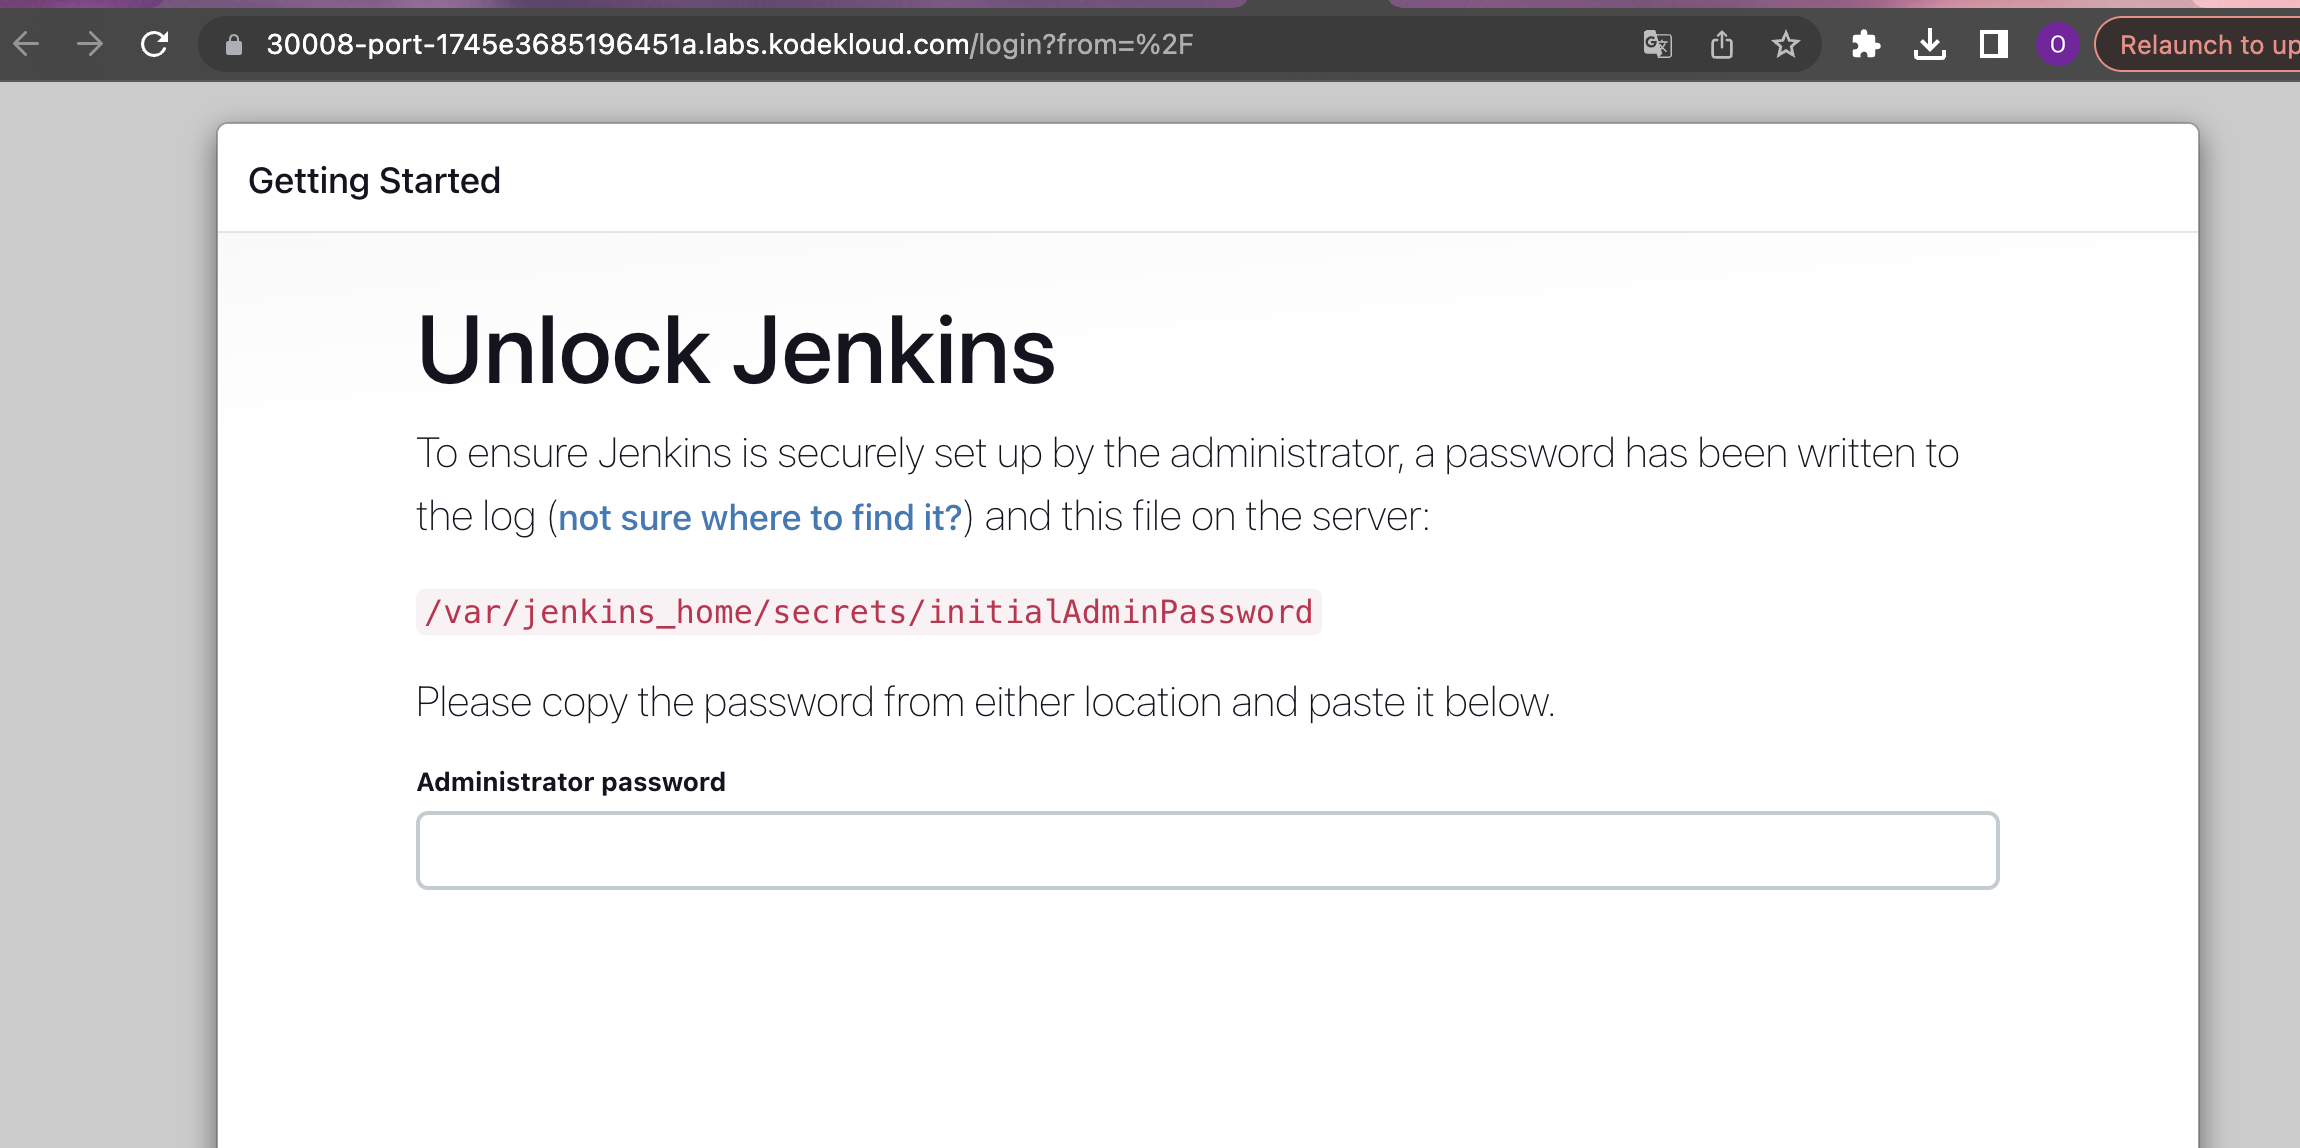 30008-port-1745e3685196451a.labs.kodekloud.com/login?from=%2F
O
Relaunch to up
Getting Started
Unlock Jenkins
To ensure Jenkins is securely set up by the administrator, a password has been written to
the log (not sure where to find it?) and this file on the server:
/var/jenkins_home/secrets/initialAdminPassword
Please copy the password from either location and paste it below.
Administrator password